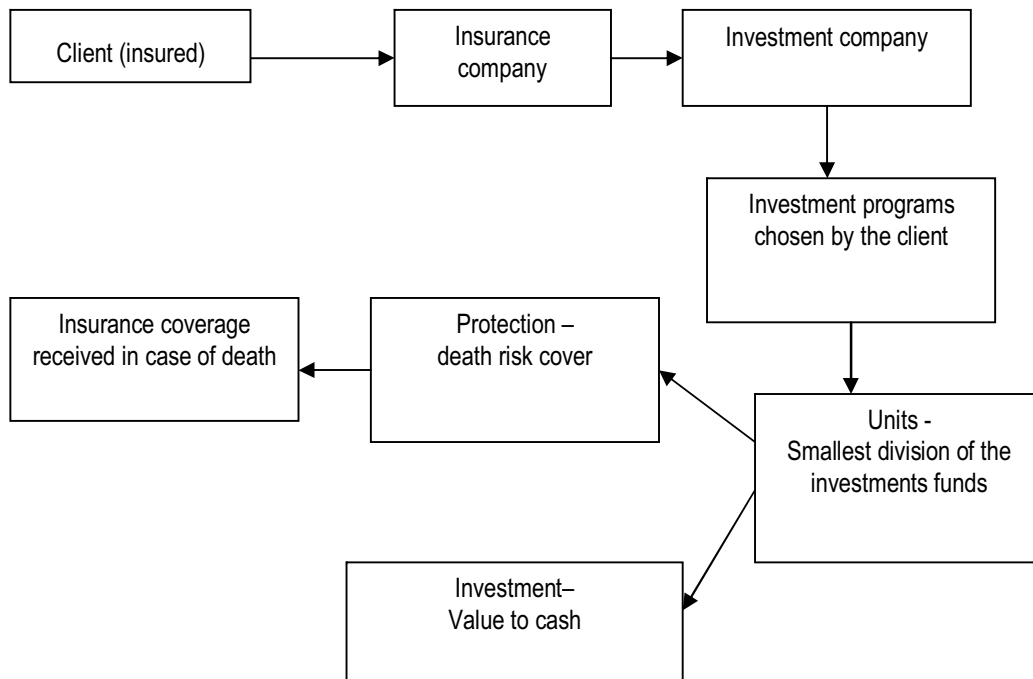 Client (insured)
Insurance
company
Investment company
Investment programs
chosen by the client
Insurance coverage
received in case of death
Protection –
death risk cover
Units -
Smallest division of the
investments funds
Investment–
Value to cash